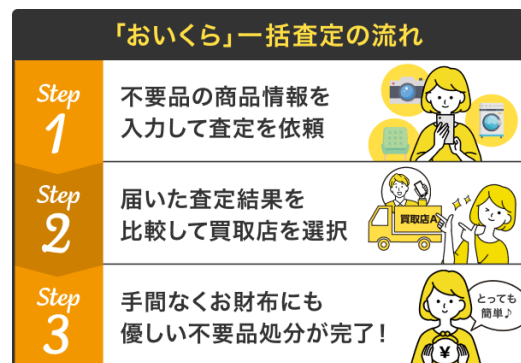 「おいくら」一括査定の流れ
Step
1
不要品の商品情報を
入力して査定を依頼
Step
2
届いた査定結果を
比較して買取店を選択
買取店A
Step
3
手間なくお財布にも
優しい不要品処分が完了!
とっても
簡単♪
¥